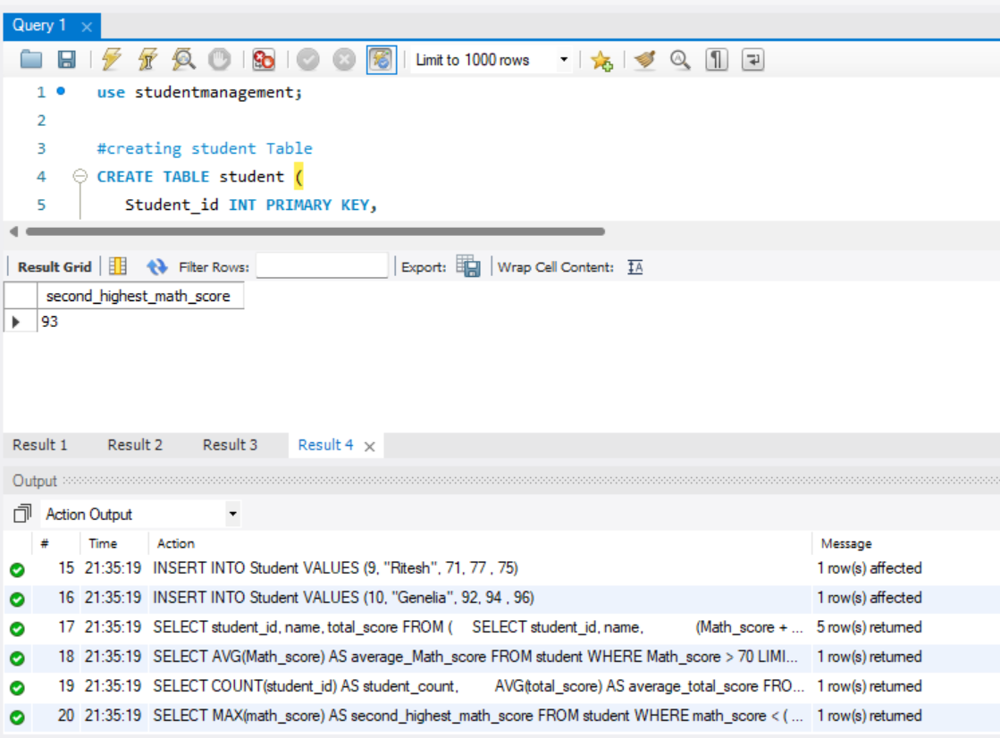 Query 1
Limit to 1000 rows
1 use studentmanagement;
2
3 #creating student Table
4 CREATE TABLE student (
5 Student_id INT PRIMARY KEY,
Result Grid Filter Rows: Export: Wrap Cell Content: IA
second_highest_math_score
93
Result 1 Result 2 Result 3 Result 4
Output
Action Output
# Time Action Message
15 21:35:19 INSERT INTO Student VALUES (9, "Ritesh", 71, 77 , 75) 1 row(s) affected
16 21:35:19 INSERT INTO Student VALUES (10, "Genelia", 92, 94 , 96) 1 row(s) affected
17 21:35:19 SELECT student_id, name, total_score FROM ( SELECT student_id, name, (Math_score + ... 5 row(s) returned
18 21:35:19 SELECT AVG(Math_score) AS average_Math_score FROM student WHERE Math_score > 70 LIMI... 1 row(s) returned
19 21:35:19 SELECT COUNT(student_id) AS student_count, AVG(total_score) AS average_total_score FRO... 1 row(s) returned
20 21:35:19 SELECT MAX(math_score) AS second_highest_math_score FROM student WHERE math_score < ( ... 1 row(s) returned